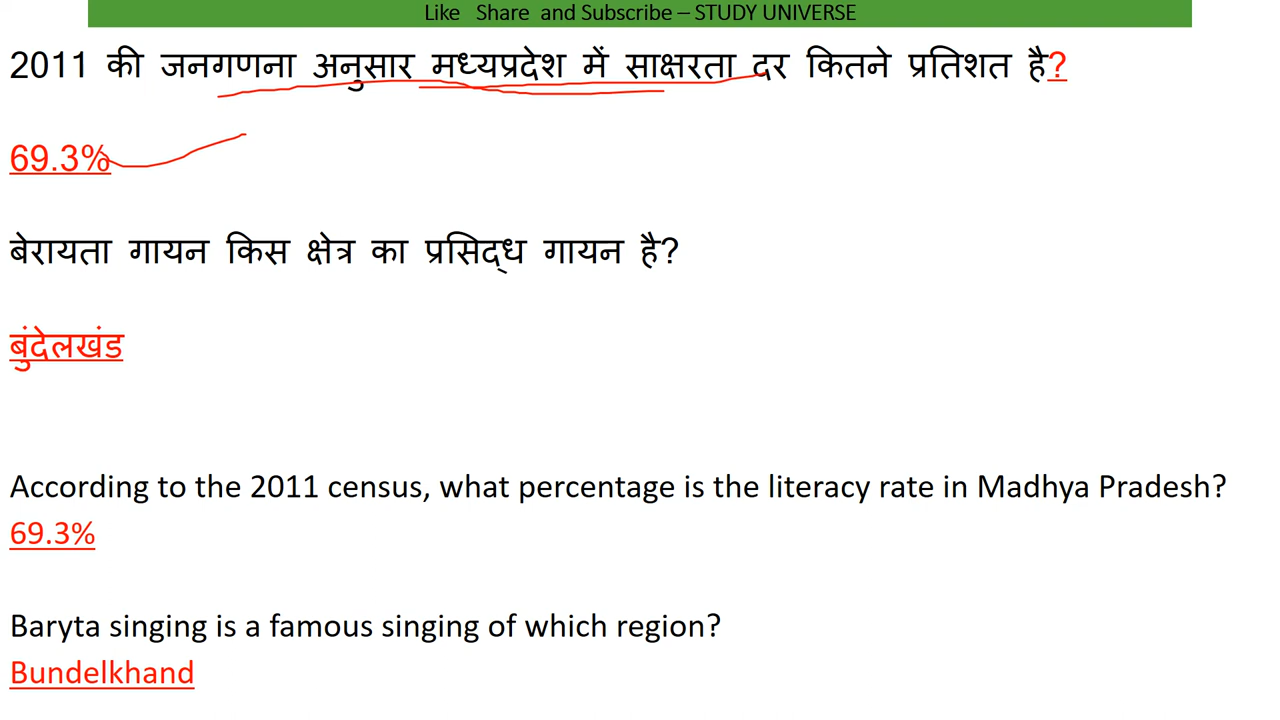 Like Share and Subscribe – STUDY UNIVERSE
2011 की जनगणना अनुसार मध्यप्रदेश में साक्षरता दर कितने प्रतिशत है?
69.3%
बेरायता गायन किस क्षेत्र का प्रसिद्ध गायन है?
बुंदेलखंड
According to the 2011 census, what percentage is the literacy rate in Madhya Pradesh?
69.3%
Baryta singing is a famous singing of which region?
Bundelkhand